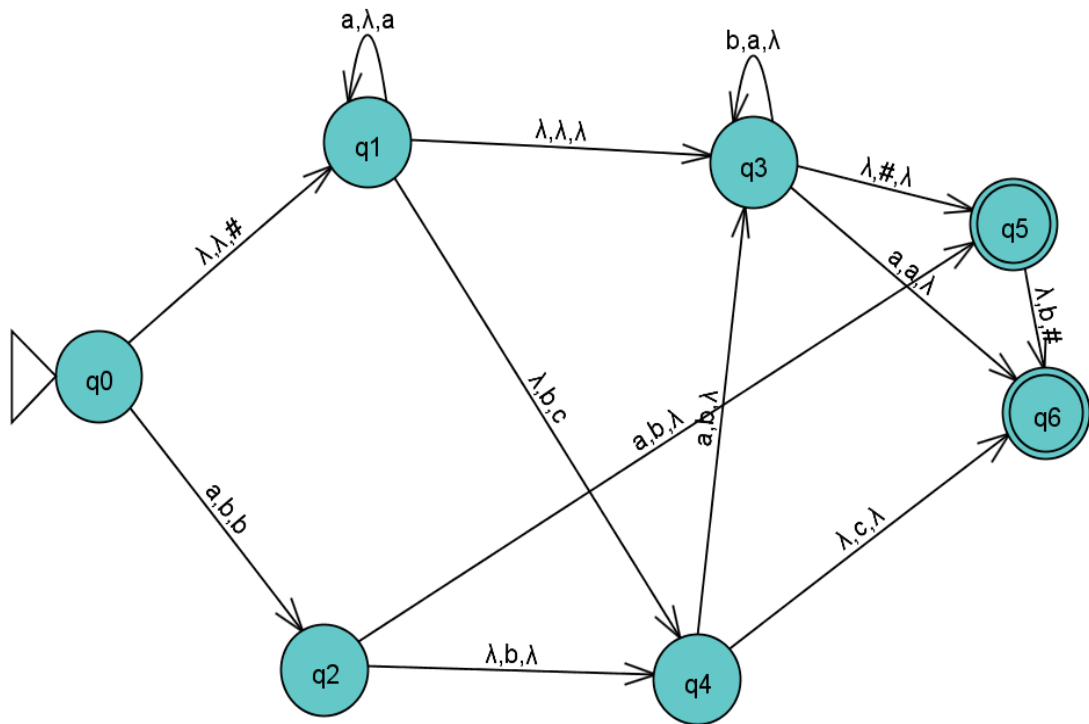 a,λ,a
b,a,λ
q1
λ,λ,λ
q3
λ,#,λ
q5
λ,λ,#
a,a,λ
λ,b,#
q0
λ,b,c
a,b,λ
a,b,λ
q6
a,b,b
λ,c,λ
q2
λ,b,λ
q4